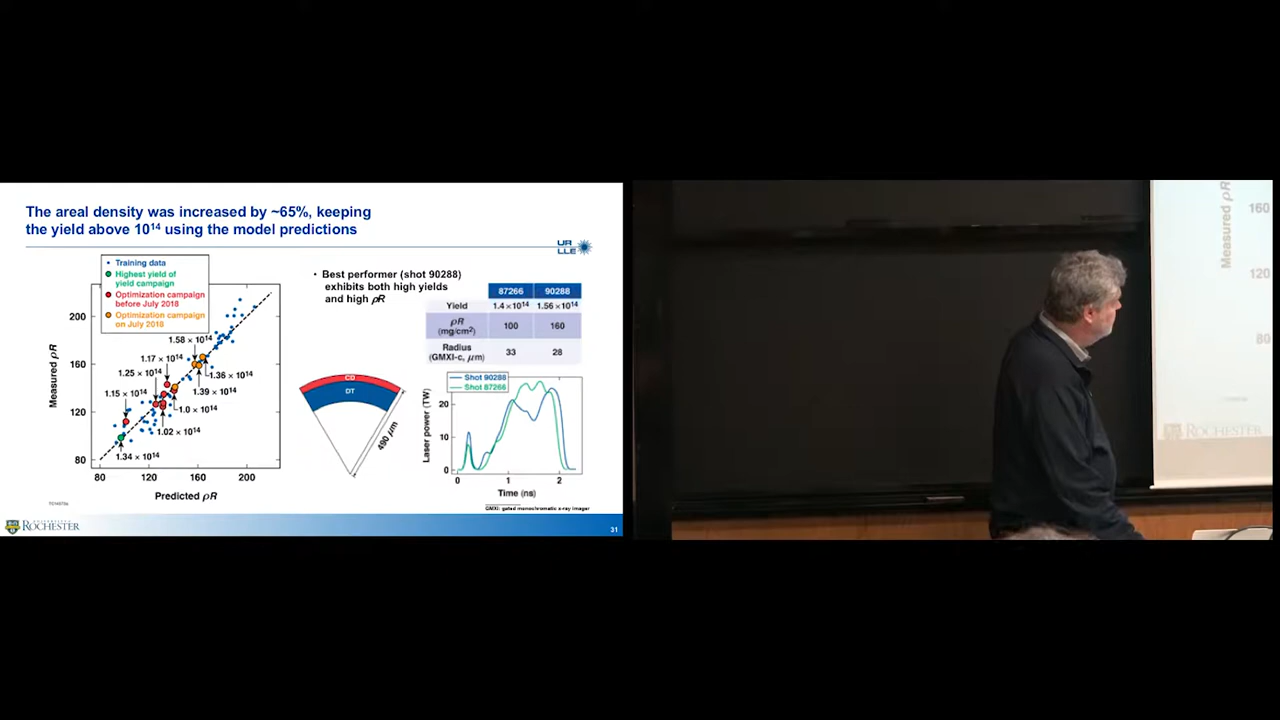 The areal density was increased by ~65%, keeping
the yield above 10¹⁴ using the model predictions
UR
LLE
Training data
Highest yield of
yield campaign
Optimization campaign
before July 2018
Optimization campaign
on July 2018
200
160
120
80
Measured ρR
1.58 × 10¹⁴
1.17 × 10¹⁴
1.25 × 10¹⁴
1.15 × 10¹⁴
1.36 × 10¹⁴
1.39 × 10¹⁴
1.0 × 10¹⁴
1.02 × 10¹⁴
1.34 × 10¹⁴
80 120 160 200
Predicted ρR
• Best performer (shot 90288)
exhibits both high yields
and high ρR
CD
DT
490 μm
87266 90288
Yield 1.4×10¹⁴ 1.56×10¹⁴
ρR
(mg/cm²) 100 160
Radius
(GMXI-c, μm) 33 28
Shot 90288
Shot 87266
Laser power (TW)
20
10
0
0 1 2
Time (ns)
GMXI: gated monochromatic x-ray imager
UNIVERSITY of
ROCHESTER
31
Measured ρR
160
120
80
ROCHESTER